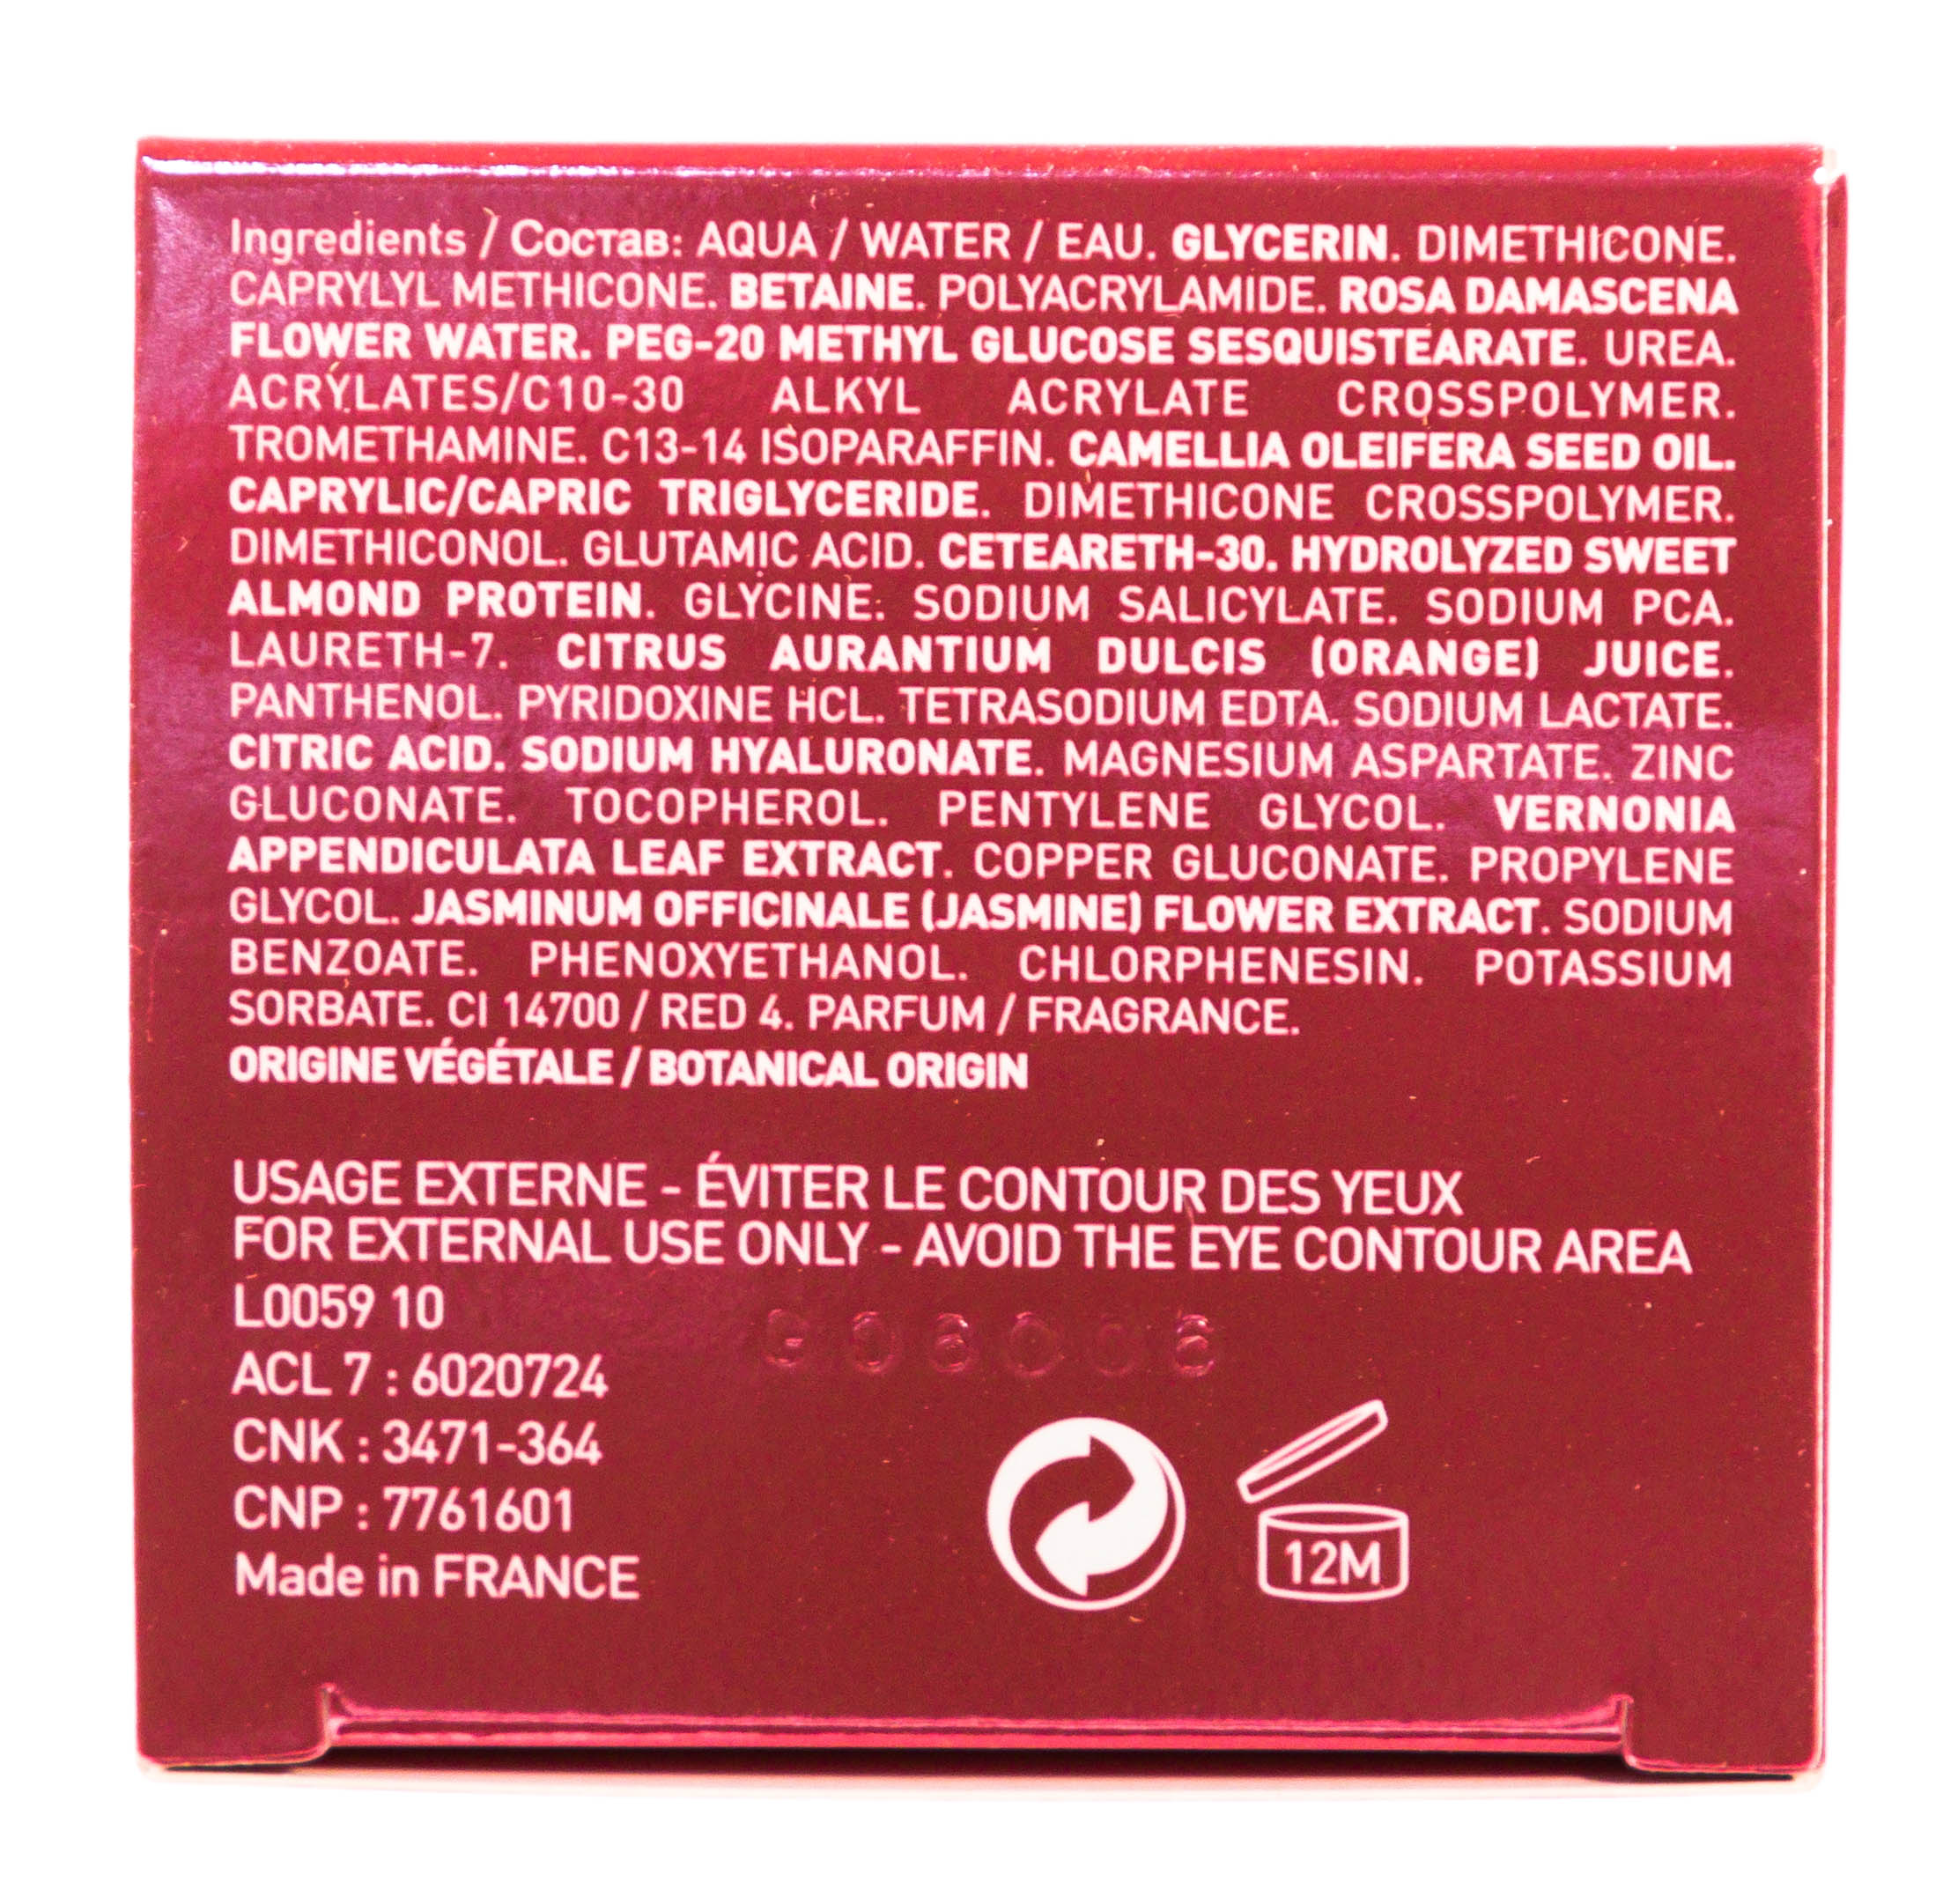 Ingredients / Состав: AQUA / WATER / EAU. GLYCERIN. DIMETHICONE.
CAPRYLYL METHICONE. BETAINE. POLYACRYLAMIDE. ROSA DAMASCENA
FLOWER WATER. PEG-20 METHYL GLUCOSE SESQUISTEARATE. UREA.
ACRYLATES/C10-30 ALKYL ACRYLATE CROSSPOLYMER.
TROMETHAMINE. C13-14 ISOPARAFFIN. CAMELLIA OLEIFERA SEED OIL.
CAPRYLIC/CAPRIC TRIGLYCERIDE. DIMETHICONE CROSSPOLYMER.
DIMETHICONOL. GLUTAMIC ACID. CETEARETH-30. HYDROLYZED SWEET
ALMOND PROTEIN. GLYCINE. SODIUM SALICYLATE. SODIUM PCA.
LAURETH-7. CITRUS AURANTIUM DULCIS (ORANGE) JUICE.
PANTHENOL. PYRIDOXINE HCL. TETRASODIUM EDTA. SODIUM LACTATE.
CITRIC ACID. SODIUM HYALURONATE. MAGNESIUM ASPARTATE. ZINC
GLUCONATE. TOCOPHEROL. PENTYLENE GLYCOL. VERNONIA
APPENDICULATA LEAF EXTRACT. COPPER GLUCONATE. PROPYLENE
GLYCOL. JASMINUM OFFICINALE (JASMINE) FLOWER EXTRACT. SODIUM
BENZOATE. PHENOXYETHANOL. CHLORPHENESIN. POTASSIUM
SORBATE. CI 14700 / RED 4. PARFUM / FRAGRANCE.
ORIGINE VÉGÉTALE / BOTANICAL ORIGIN
USAGE EXTERNE - ÉVITER LE CONTOUR DES YEUX
FOR EXTERNAL USE ONLY - AVOID THE EYE CONTOUR AREA
L0059 10
ACL 7 : 6020724
CNK : 3471-364
CNP : 7761601
Made in FRANCE
12M